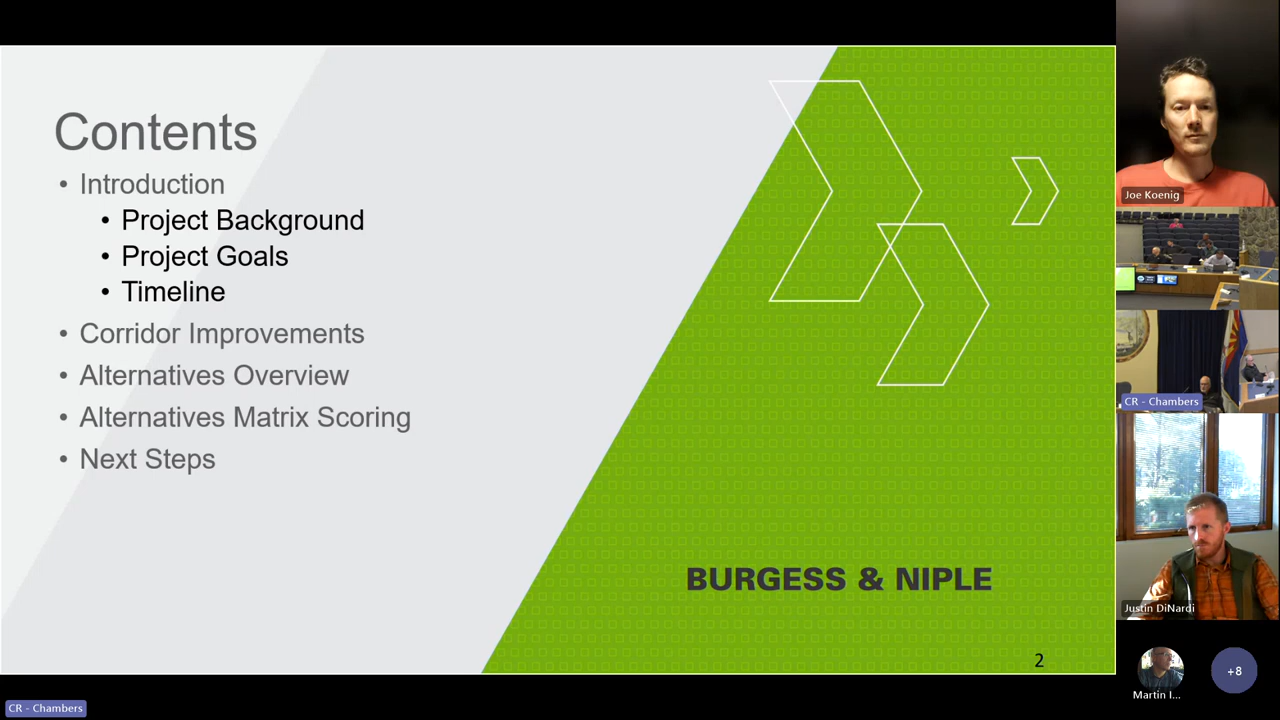 Contents
• Introduction
• Project Background
• Project Goals
• Timeline
• Corridor Improvements
• Alternatives Overview
• Alternatives Matrix Scoring
• Next Steps
BURGESS & NIPLE
2
CR - Chambers
Joe Koenig
CR - Chambers
Justin DiNardi
Martin I...
+8